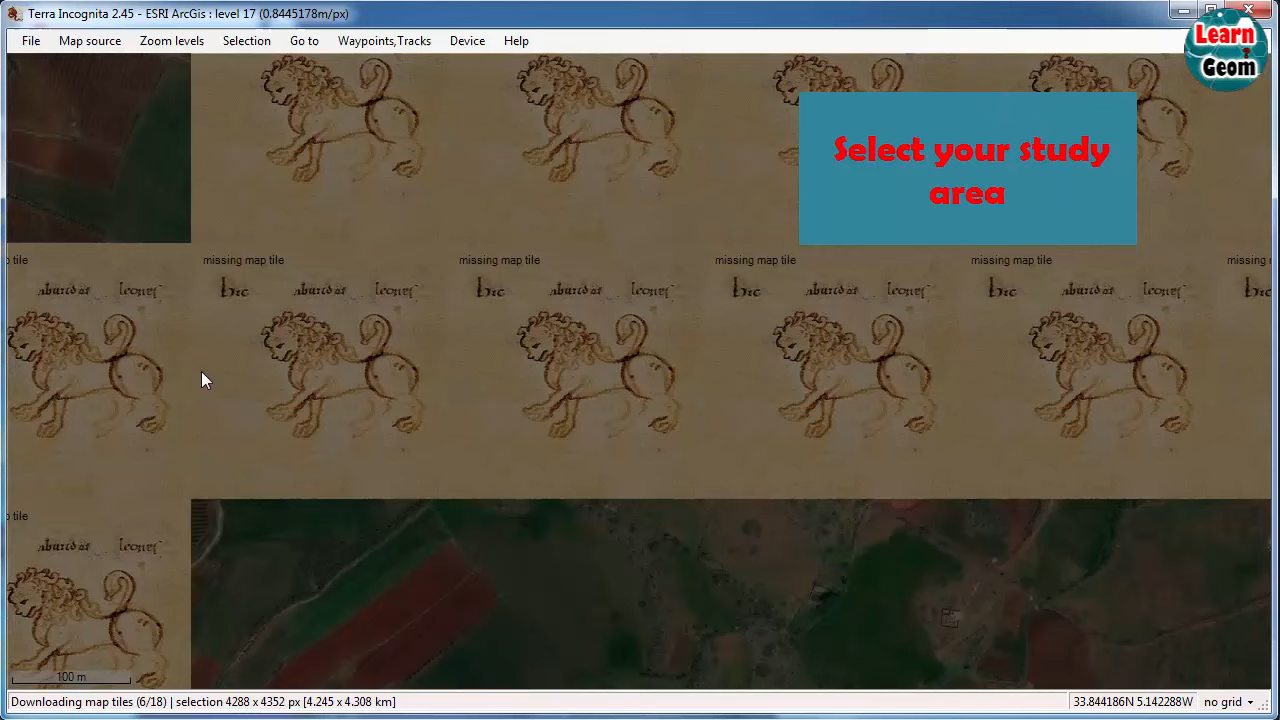 Terra Incognita 2.45 - ESRI ArcGis : level 17 (0.8445178m/px)
File Map source Zoom levels Selection Go to Waypoints,Tracks Device Help
Learn
Geom
Select your study
area
p tile missing map tile missing map tile missing map tile missing map tile missing
p tile
100 m
Downloading map tiles (6/18) | selection 4288 x 4352 px [4.245 x 4.308 km] 33.844186N 5.142288W no grid